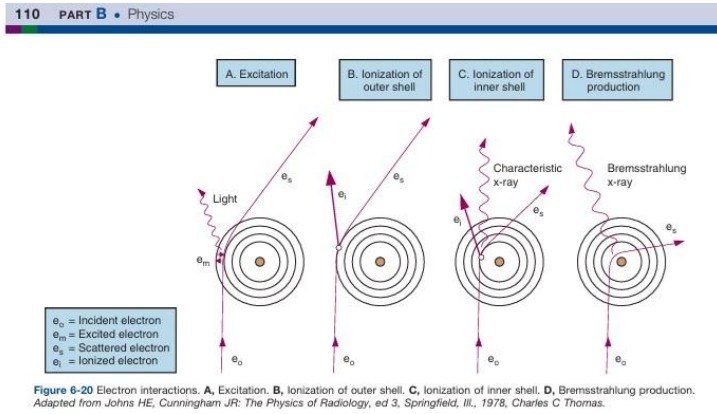 110 PART B • Physics
A. Excitation
B. Ionization of
outer shell
C. Ionization of
inner shell
D. Bremsstrahlung
production
Light
em
es
eo
ei
es
eo
Characteristic
x-ray
ei
es
eo
Bremsstrahlung
x-ray
es
eo
eo = Incident electron
em = Excited electron
es = Scattered electron
ei = Ionized electron
Figure 6-20 Electron interactions. A, Excitation. B, Ionization of outer shell. C, Ionization of inner shell. D, Bremsstrahlung production.
Adapted from Johns HE, Cunningham JR: The Physics of Radiology, ed 3, Springfield, Ill., 1978, Charles C Thomas.